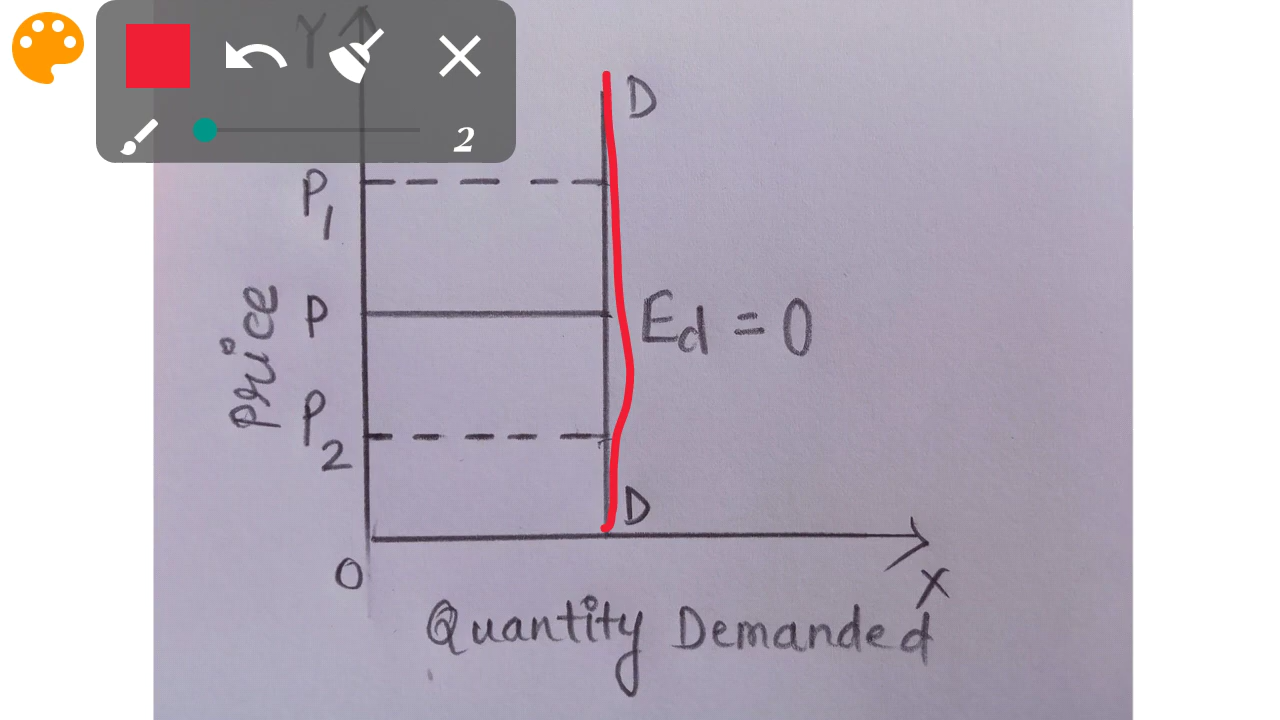 2
Y
D
P1
P
Price
Ed = 0
P2
D
O
X
Quantity Demanded